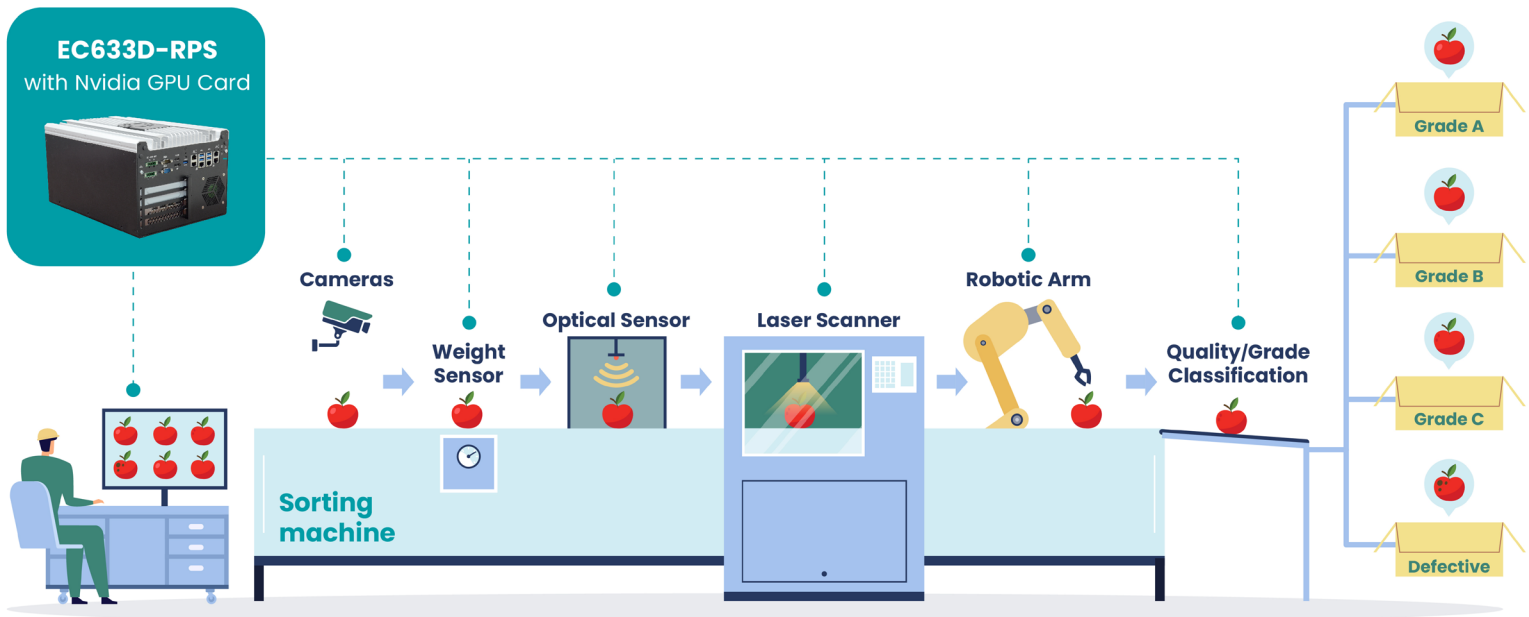 EC633D-RPS
with Nvidia GPU Card
Cameras
Weight
Sensor
Optical Sensor
Laser Scanner
Robotic Arm
Quality/Grade
Classification
Sorting
machine
Grade A
Grade B
Grade C
Defective